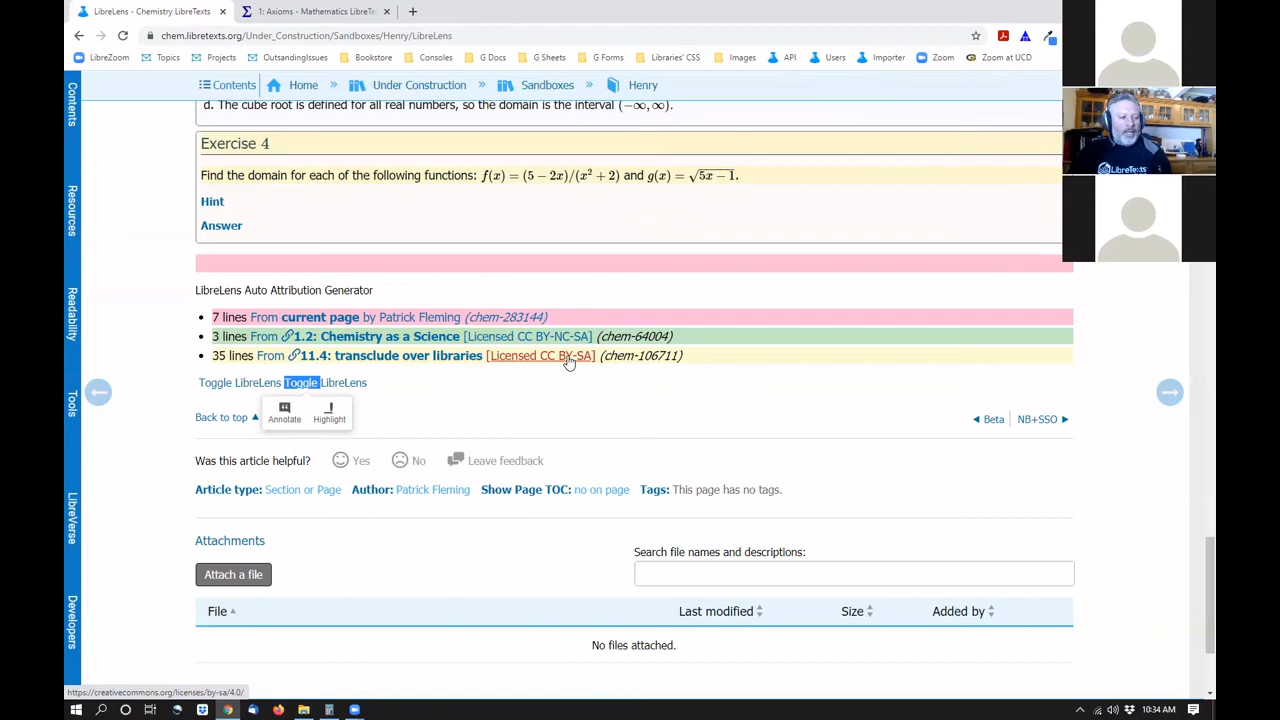 LibreLens - Chemistry LibreTexts
1: Axioms - Mathematics LibreTe
chem.libretexts.org/Under_Construction/Sandboxes/Henry/LibreLens
LibreZoom Topics Projects OutsandingIssues Bookstore Consoles G Docs G Sheets G Forms Libraries' CSS Images API Users Importer Zoom Zoom at UCD
Contents Home » Under Construction » Sandboxes » Henry
d. The cube root is defined for all real numbers, so the domain is the interval (−∞, ∞).
Exercise 4
Find the domain for each of the following functions: f(x) = (5 − 2x)/(x² + 2) and g(x) = √5x − 1.
Hint
Answer
LibreLens Auto Attribution Generator
• 7 lines From current page by Patrick Fleming (chem-283144)
• 3 lines From 1.2: Chemistry as a Science [Licensed CC BY-NC-SA] (chem-64004)
• 35 lines From 11.4: transclude over libraries [Licensed CC BY-SA] (chem-106711)
Toggle LibreLens Toggle LibreLens
Annotate Highlight
Back to top
Beta NB+SSO
Was this article helpful? Yes No Leave feedback
Article type: Section or Page Author: Patrick Fleming Show Page TOC: no on page Tags: This page has no tags.
Attachments
Search file names and descriptions:
Attach a file
File Last modified Size Added by
No files attached.
Contents
Resources
Readability
Tools
LibreVerse
Developers
LibreTexts
https://creativecommons.org/licenses/by-sa/4.0/
10:34 AM